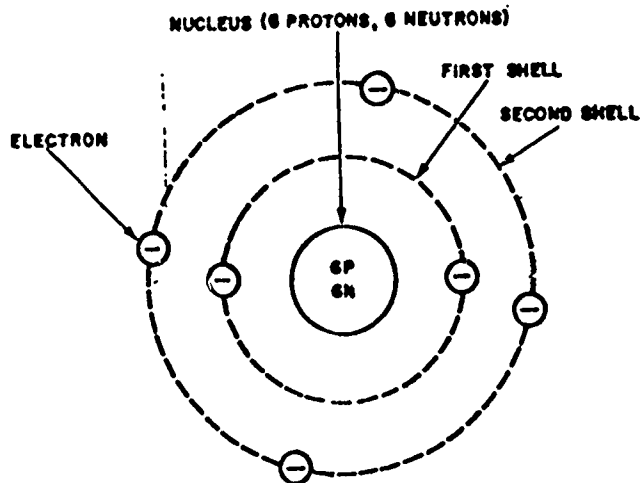 NUCLEUS (6 PROTONS, 6 NEUTRONS)
FIRST SHELL
SECOND SHELL
ELECTRON
6P
6N